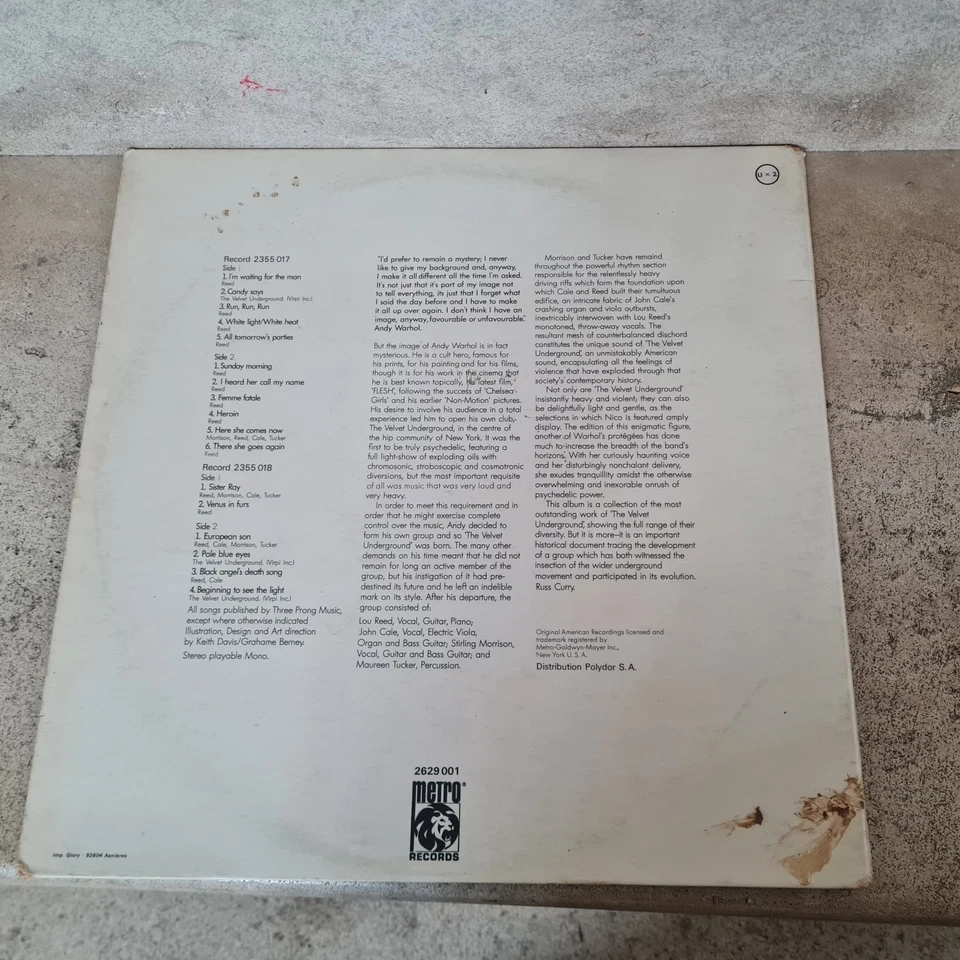 U × 2
Record 2355 017
Side 1
1. I'm waiting for the man
Reed
2. Candy says
The Velvet Underground. (Virpi Inc.)
3. Run, Run, Run
Reed
4. White light/White heat
Reed
5. All tomorrow's parties
Reed
Side 2
1. Sunday morning
Reed
2. I heard her call my name
Reed
3. Femme fatale
Reed
4. Heroin
Reed
5. Here she comes now
Morrison, Reed, Cale, Tucker
6. There she goes again
Reed
Record 2355 018
Side 1
1. Sister Ray
Reed, Morrison, Cale, Tucker
2. Venus in furs
Reed
Side 2
1. European son
Reed, Cale, Morrison, Tucker
2. Pale blue eyes
The Velvet Underground. (Virpi Inc.)
3. Black angel's death song
Reed, Cale
4. Beginning to see the light
The Velvet Underground. (Virpi Inc.)
All songs published by Three Prong Music,
except where otherwise indicated
Illustration, Design and Art direction
by Keith Davis/Grahame Berney.
Stereo playable Mono.
"I'd prefer to remain a mystery; I never
like to give my background and, anyway,
I make it all different all the time I'm asked.
It's not just that it's part of my image not
to tell everything, its just that I forget what
I said the day before and I have to make
it all up over again. I don't think I have an
image, anyway, favourable or unfavourable."
Andy Warhol.
But the image of Andy Warhol is in fact
mysterious. He is a cult hero, famous for
his prints, for his painting and for his films,
though it is for his work in the cinema that
he is best known topically, his latest film,
'FLESH', following the success of 'Chelsea
Girls' and his earlier 'Non-Motion' pictures.
His desire to involve his audience in a total
experience led him to open his own club,
The Velvet Underground, in the centre of
the hip community of New York. It was the
first to be truly psychedelic, featuring a
full light-show of exploding oils with
chromosonic, stroboscopic and cosmotronic
diversions, but the most important requisite
of all was music that was very loud and
very heavy.
In order to meet this requirement and in
order that he might exercise complete
control over the music, Andy decided to
form his own group and so 'The Velvet
Underground' was born. The many other
demands on his time meant that he did not
remain for long an active member of the
group, but his instigation of it had pre-
destined its future and he left an indelible
mark on its style. After his departure, the
group consisted of:
Lou Reed, Vocal, Guitar, Piano;
John Cale, Vocal, Electric Viola,
Organ and Bass Guitar; Stirling Morrison,
Vocal, Guitar and Bass Guitar; and
Maureen Tucker, Percussion.
Morrison and Tucker have remained
throughout the powerful rhythm section
responsible for the relentlessly heavy
driving riffs which form the foundation upon
which Cale and Reed built their tumultuous
edifice, an intricate fabric of John Cale's
crashing organ and viola outbursts,
inextricably interwoven with Lou Reed's
monotoned, throw-away vocals. The
resultant mesh of counterbalanced dischord
constitutes the unique sound of 'The Velvet
Underground', an unmistakably American
sound, encapsulating all the feelings of
violence that have exploded through that
society's contemporary history.
Not only are 'The Velvet Underground'
insistantly heavy and violent; they can also
be delightfully light and gentle, as the
selections in which Nico is featured amply
display. The edition of this enigmatic figure,
another of Warhol's protégées has done
much to increase the breadth of the band's
horizons. With her curiously haunting voice
and her disturbingly nonchalant delivery,
she exudes tranquillity amidst the otherwise
overwhelming and inexorable onrush of
psychedelic power.
This album is a collection of the most
outstanding work of 'The Velvet
Underground', showing the full range of their
diversity. But it is more—it is an important
historical document tracing the development
of a group which has both witnessed the
insection of the wider underground
movement and participated in its evolution.
Russ Curry.
Original American Recordings licensed and
trademark registered by
Metro-Goldwyn-Mayer Inc.,
New York U.S.A.
Distribution Polydor S.A.
2629 001
METRO®
RECORDS
Imp. Glory - 92604 Asnières